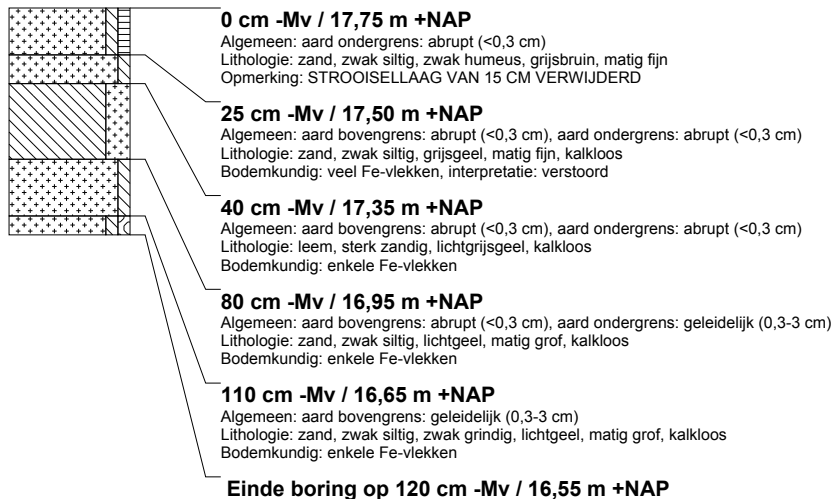 0 cm -Mv / 17,75 m +NAP
Algemeen: aard ondergrens: abrupt (<0,3 cm)
Lithologie: zand, zwak siltig, zwak humeus, grijsbruin, matig fijn
Opmerking: STROOISELLAAG VAN 15 CM VERWIJDERD
25 cm -Mv / 17,50 m +NAP
Algemeen: aard bovengrens: abrupt (<0,3 cm), aard ondergrens: abrupt (<0,3 cm)
Lithologie: zand, zwak siltig, grijsgeel, matig fijn, kalkloos
Bodemkundig: veel Fe-vlekken, interpretatie: verstoord
40 cm -Mv / 17,35 m +NAP
Algemeen: aard bovengrens: abrupt (<0,3 cm), aard ondergrens: abrupt (<0,3 cm)
Lithologie: leem, sterk zandig, lichtgrijsgeel, kalkloos
Bodemkundig: enkele Fe-vlekken
80 cm -Mv / 16,95 m +NAP
Algemeen: aard bovengrens: abrupt (<0,3 cm), aard ondergrens: geleidelijk (0,3-3 cm)
Lithologie: zand, zwak siltig, lichtgeel, matig grof, kalkloos
Bodemkundig: enkele Fe-vlekken
110 cm -Mv / 16,65 m +NAP
Algemeen: aard bovengrens: geleidelijk (0,3-3 cm)
Lithologie: zand, zwak siltig, zwak grindig, lichtgeel, matig grof, kalkloos
Bodemkundig: enkele Fe-vlekken
Einde boring op 120 cm -Mv / 16,55 m +NAP